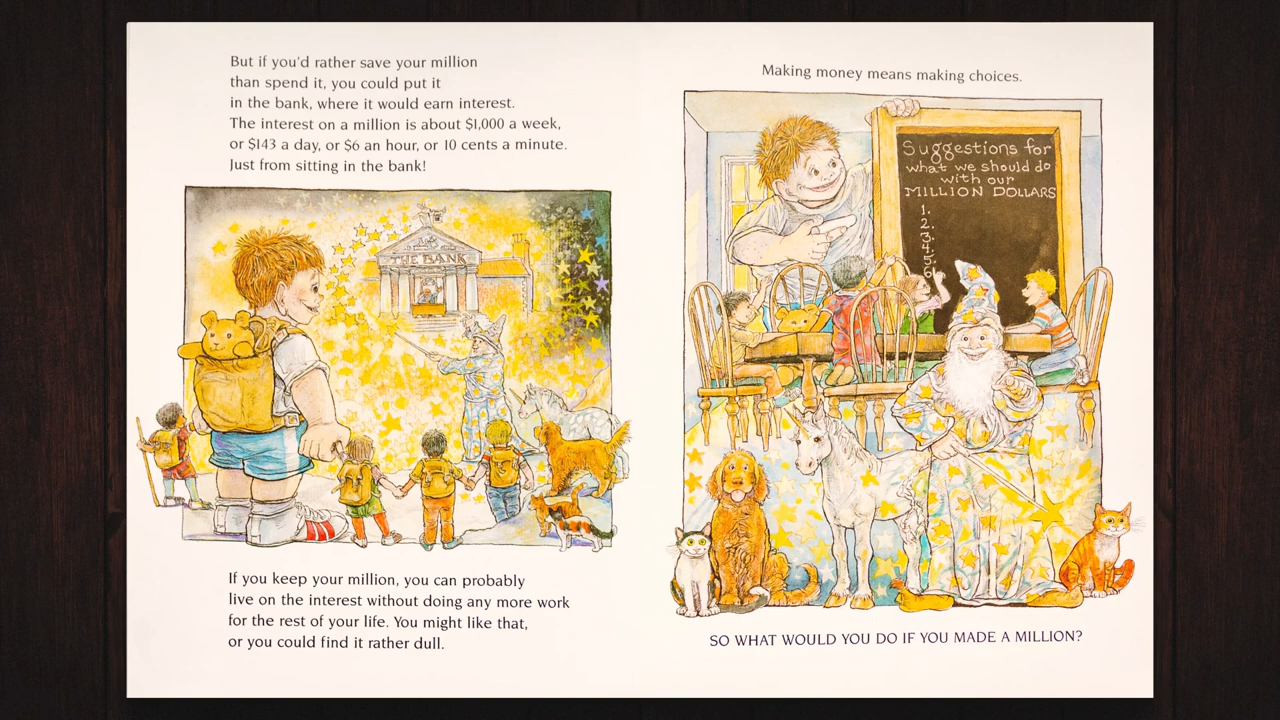 But if you'd rather save your million
than spend it, you could put it
in the bank, where it would earn interest.
The interest on a million is about $1,000 a week,
or $143 a day, or $6 an hour, or 10 cents a minute.
Just from sitting in the bank!
THE BANK
If you keep your million, you can probably
live on the interest without doing any more work
for the rest of your life. You might like that,
or you could find it rather dull.
Making money means making choices.
Suggestions for
what we should do
with our
MILLION DOLLARS
1.
2.
3.
4.
5.
6.
SO WHAT WOULD YOU DO IF YOU MADE A MILLION?